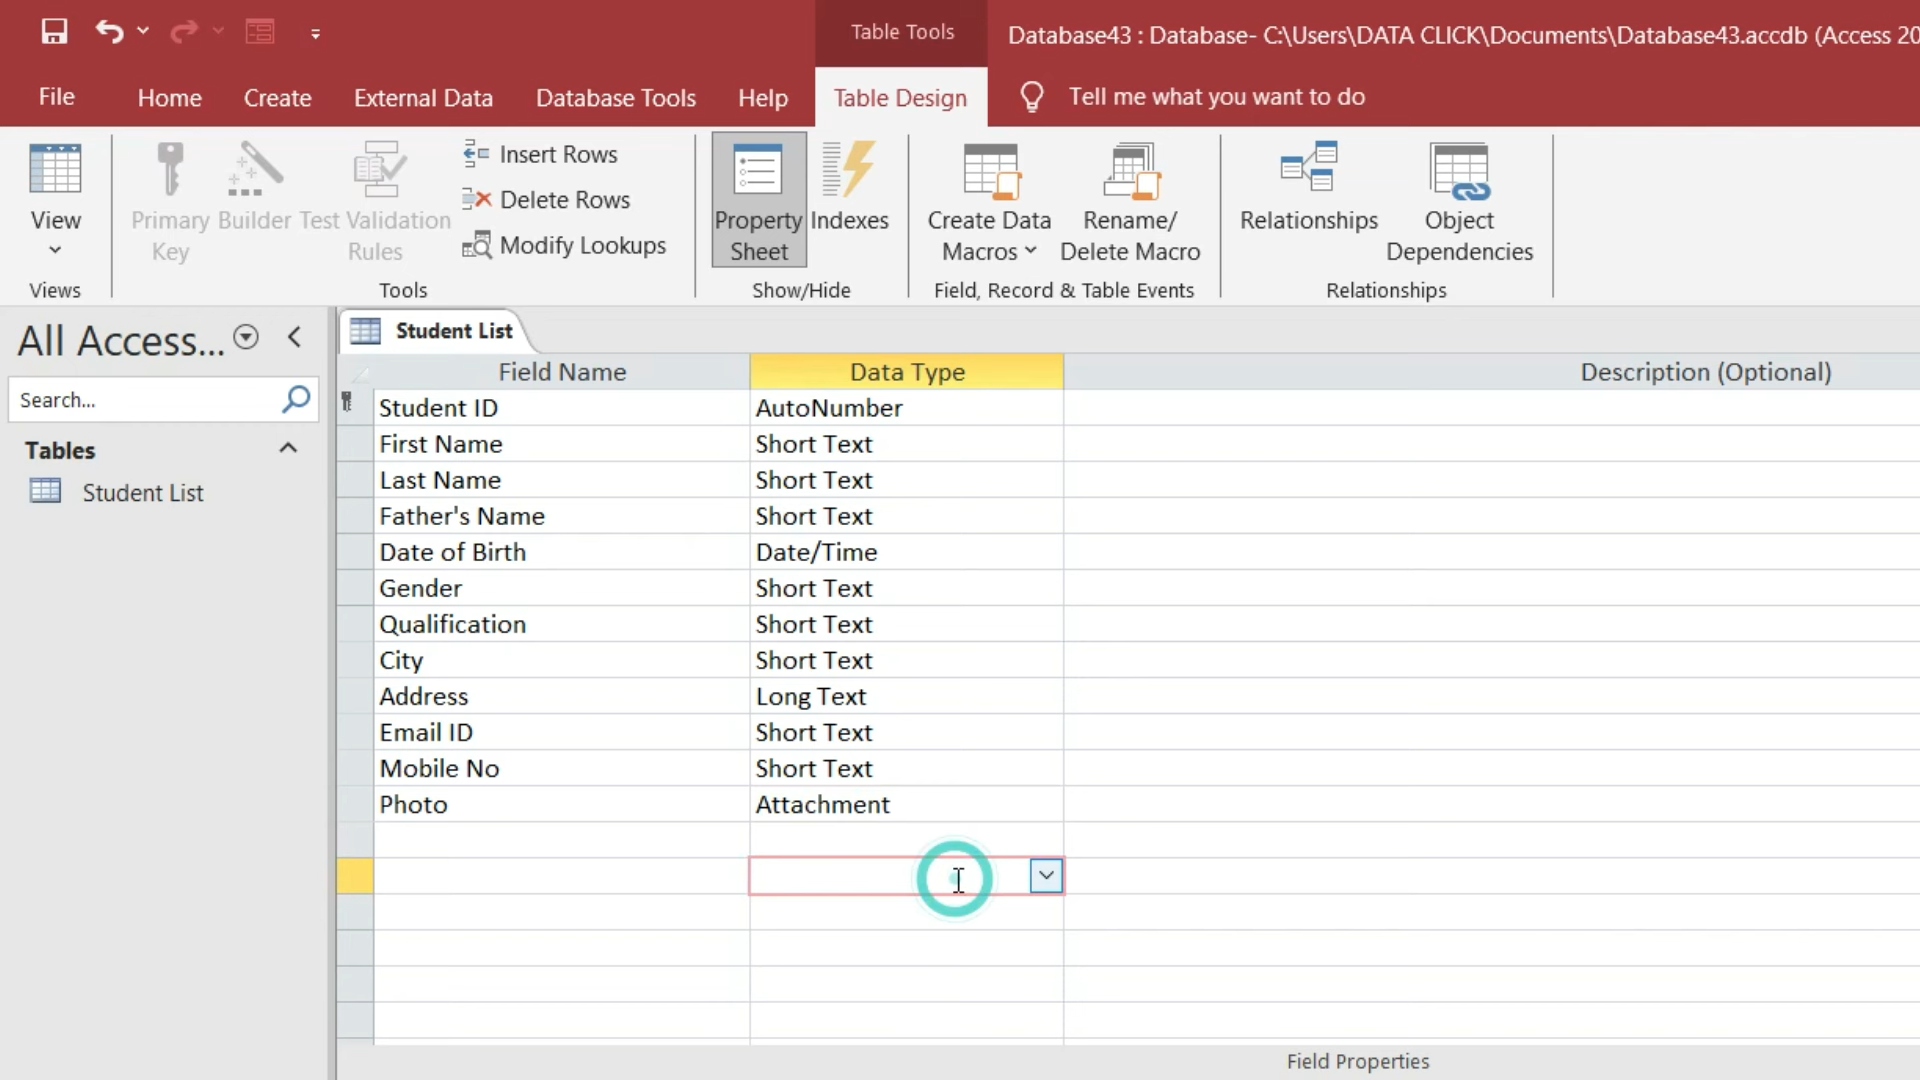 Table Tools
Database43 : Database- C:\Users\DATA CLICK\Documents\Database43.accdb (Access 20
File Home Create External Data Database Tools Help Table Design Tell me what you want to do
View
Views
Primary Key
Builder
Test Validation Rules
Insert Rows
Delete Rows
Modify Lookups
Tools
Property Sheet
Indexes
Show/Hide
Create Data Macros
Rename/ Delete Macro
Field, Record & Table Events
Relationships
Object Dependencies
Relationships
All Access...
Search...
Tables
Student List
Student List
Field Name Data Type Description (Optional)
Student ID AutoNumber
First Name Short Text
Last Name Short Text
Father's Name Short Text
Date of Birth Date/Time
Gender Short Text
Qualification Short Text
City Short Text
Address Long Text
Email ID Short Text
Mobile No Short Text
Photo Attachment
Field Properties